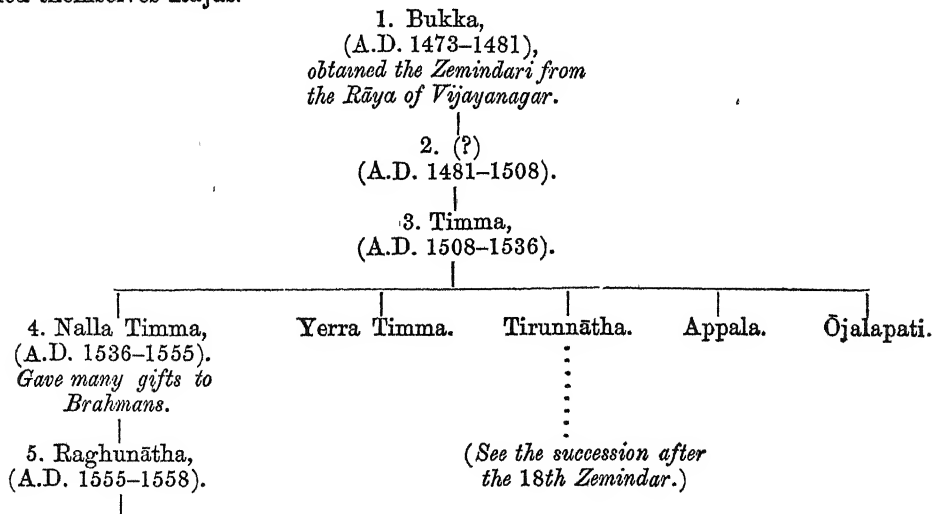 themselves
1. Bukka,
(A.D. 1473–1481),
obtained the Zemindari from
the Rāya of Vijayanagar.
2. (?)
(A.D. 1481–1508).
3. Timma,
(A.D. 1508–1536).
4. Nalla Timma, Yerra Timma. Tirunnātha. Appala. Ōjalapati.
(A.D. 1536–1555).
Gave many gifts to
Brahmans.
5. Raghunātha, (See the succession after
(A.D. 1555–1558). the 18th Zemindar.)